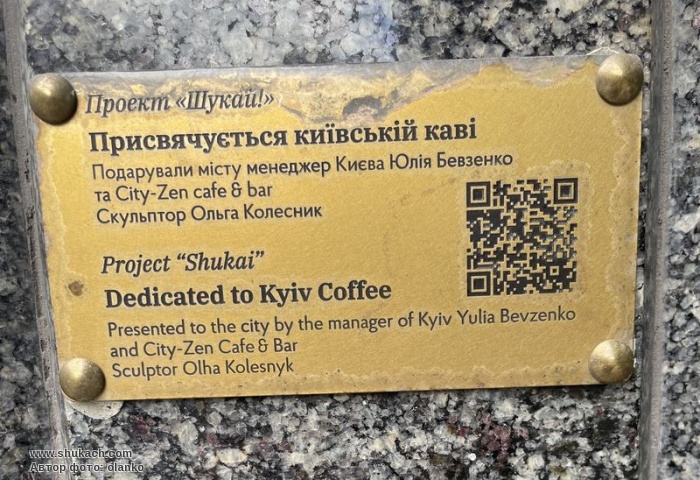 Проект «Шукай!»
Присвячується київській каві
Подарували місту менеджер Києва Юлія Бевзенко
та City-Zen cafe & bar
Скульптор Ольга Колесник
Project “Shukai”
Dedicated to Kyiv Coffee
Presented to the city by the manager of Kyiv Yulia Bevzenko
and City-Zen Cafe & Bar
Sculptor Olha Kolesnyk
www.shukach.com
Автор фото: dianko